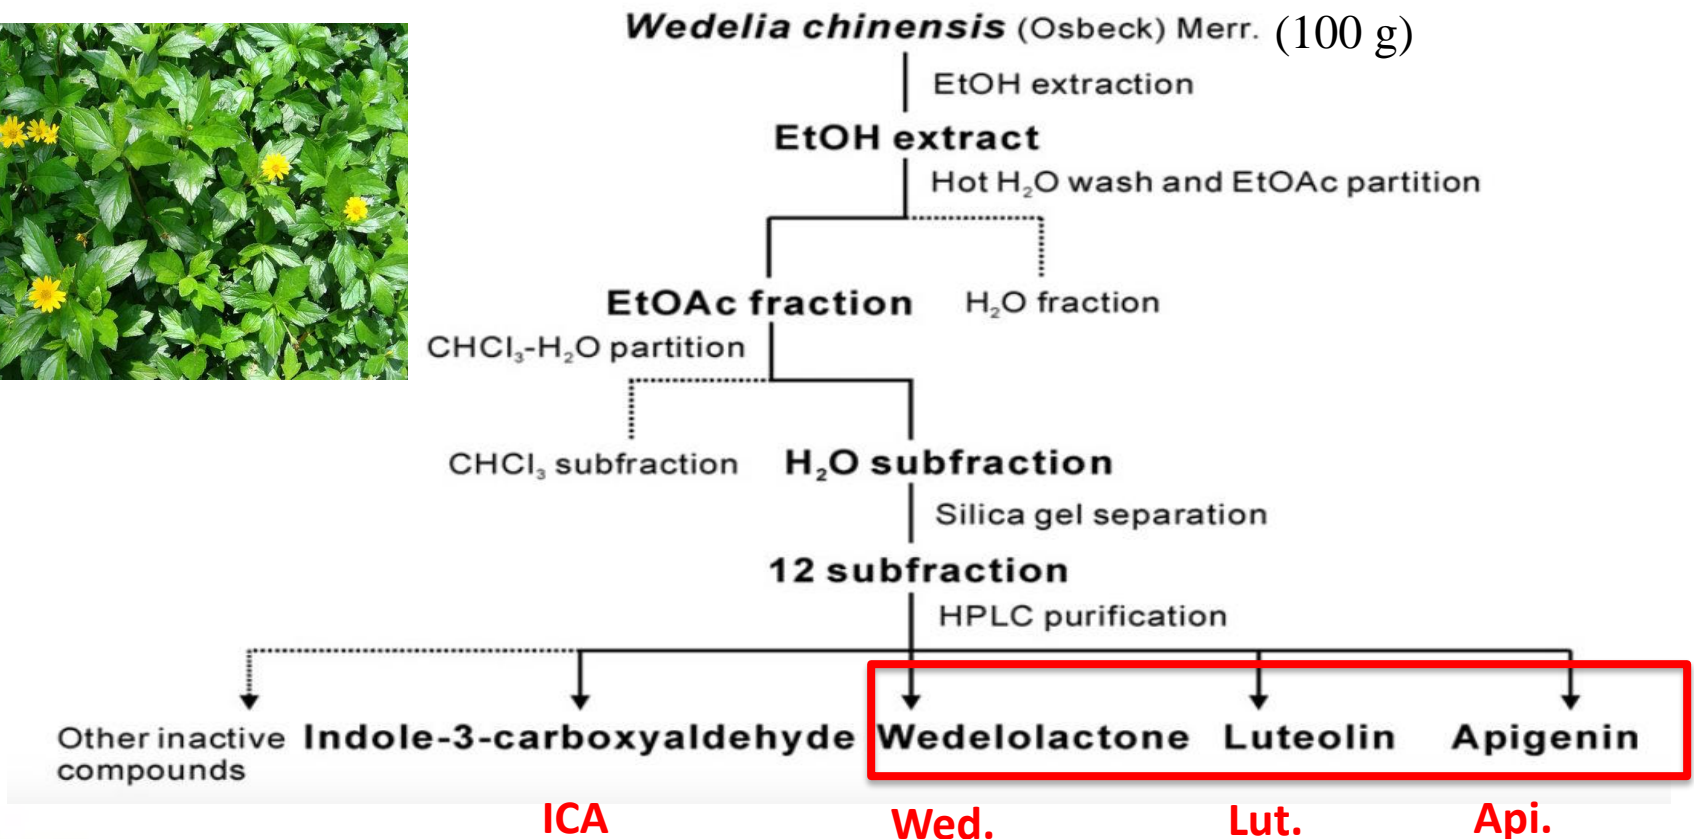 Wedelia chinensis (Osbeck) Merr. (100 g)
EtOH extraction
EtOH extract
Hot H₂O wash and EtOAc partition
EtOAc fraction
H₂O fraction
CHCl₃-H₂O partition
CHCl₃ subfraction
H₂O subfraction
Silica gel separation
12 subfraction
HPLC purification
Other inactive
compounds
Indole-3-carboxyaldehyde
Wedelolactone
Luteolin
Apigenin
ICA
Wed.
Lut.
Api.